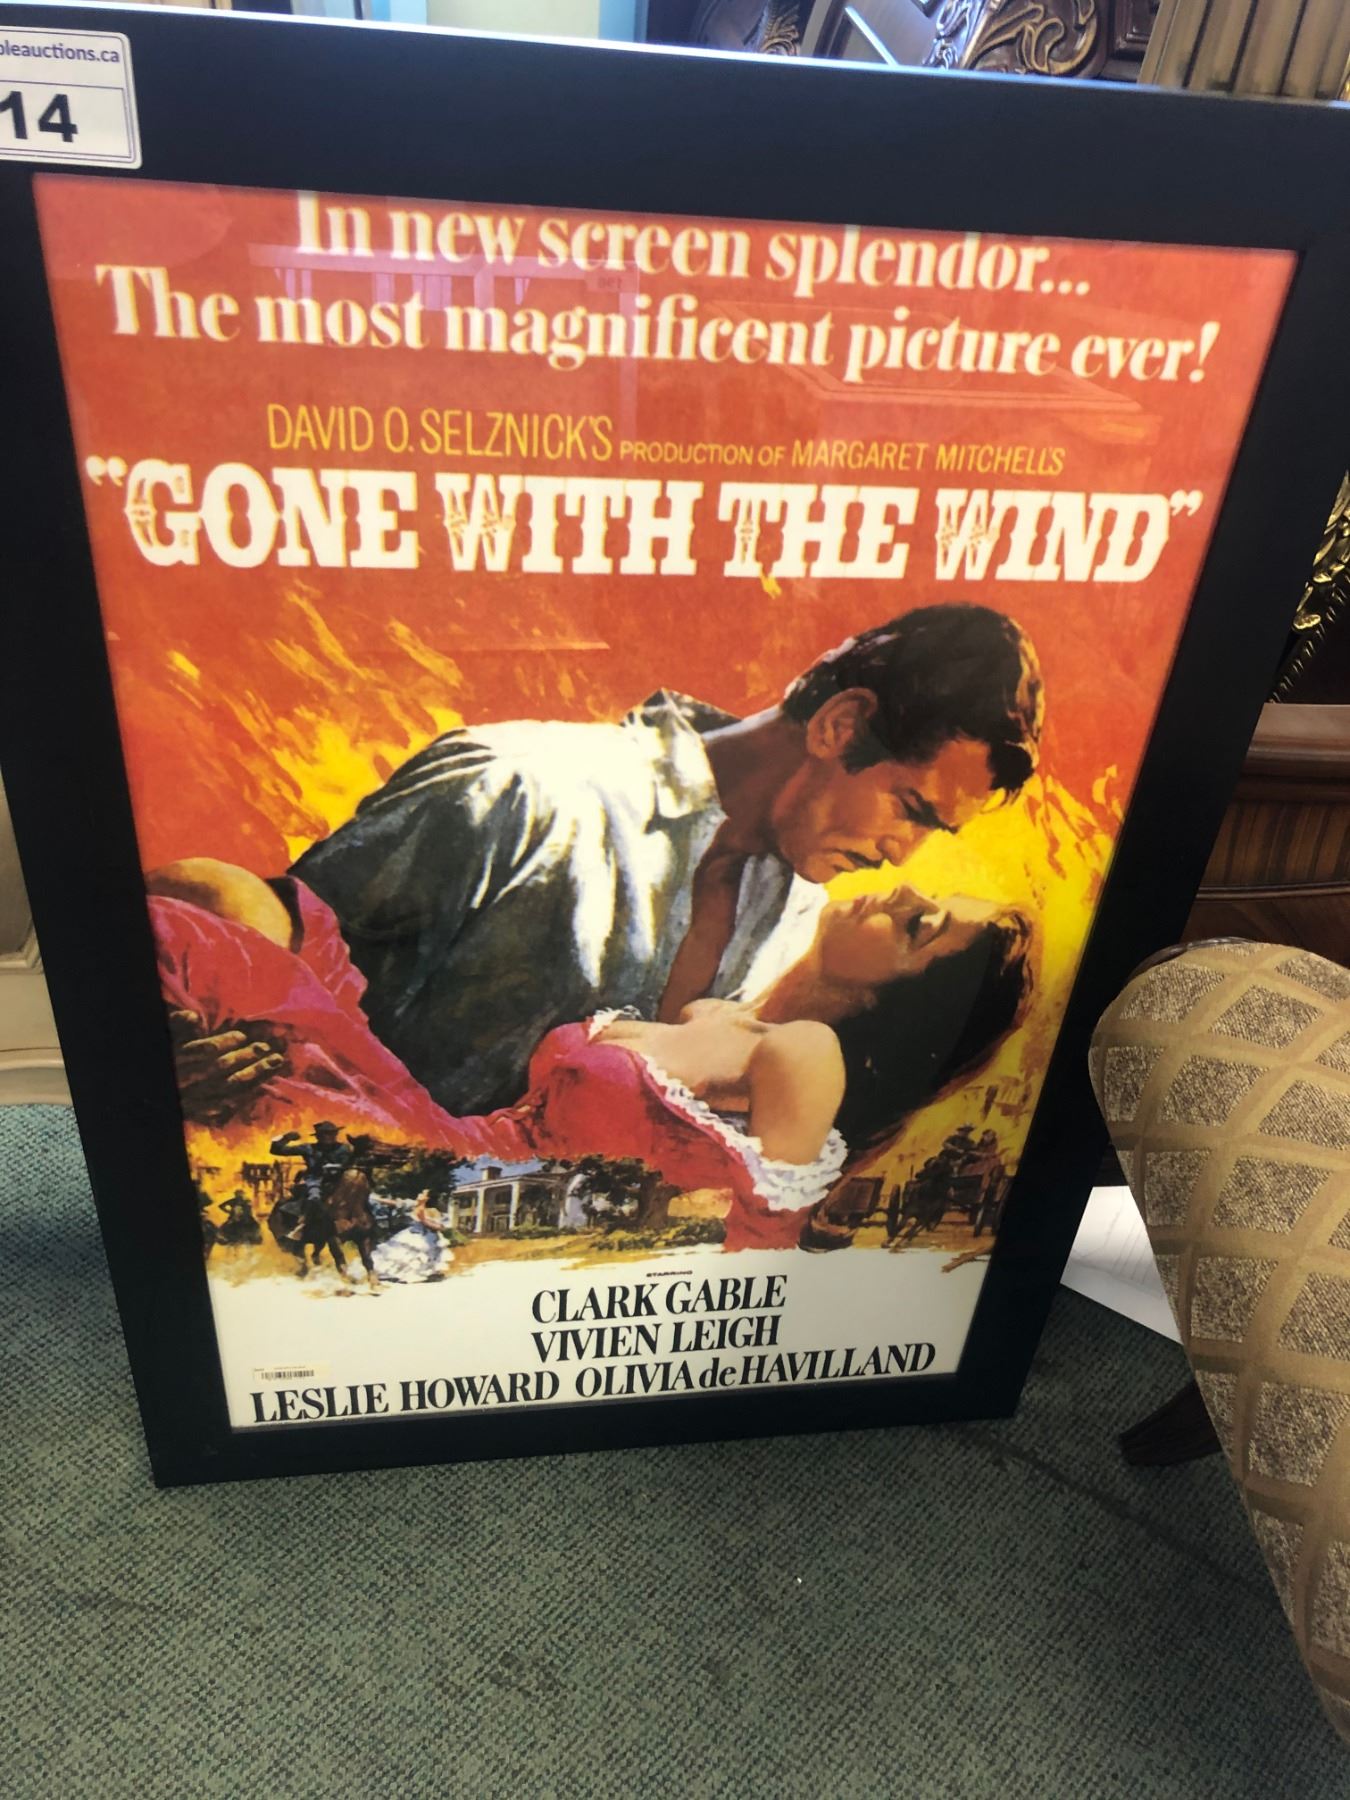 bleauctions.ca
14
In new screen splendor...
The most magnificent picture ever!
DAVID O. SELZNICK'S PRODUCTION OF MARGARET MITCHELL'S
"GONE WITH THE WIND"
STARRING
CLARK GABLE
VIVIEN LEIGH
LESLIE HOWARD OLIVIA de HAVILLAND